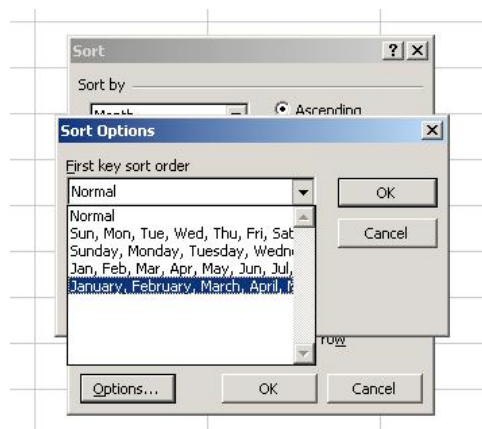 Sort
Sort by
Month
Ascending
Sort Options
First key sort order
Normal
OK
Normal
Sun, Mon, Tue, Wed, Thu, Fri, Sat
Cancel
Sunday, Monday, Tuesday,
Jan, Feb, Mar, Apr, May, Jun, Jul,
January, February, March, April,
row
Options...
OK
Cancel